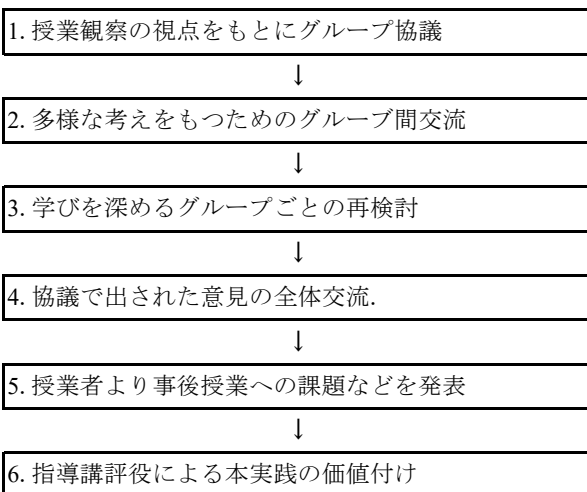 1. 授業観察の視点をもとにグループ協議
↓
2. 多様な考えをもつためのグルーブ間交流
↓
3. 学びを深めるグループごとの再検討
↓
4. 協議で出された意見の全体交流.
↓
5. 授業者より事後授業への課題などを発表
↓
6. 指導講評役による本実践の価値付け